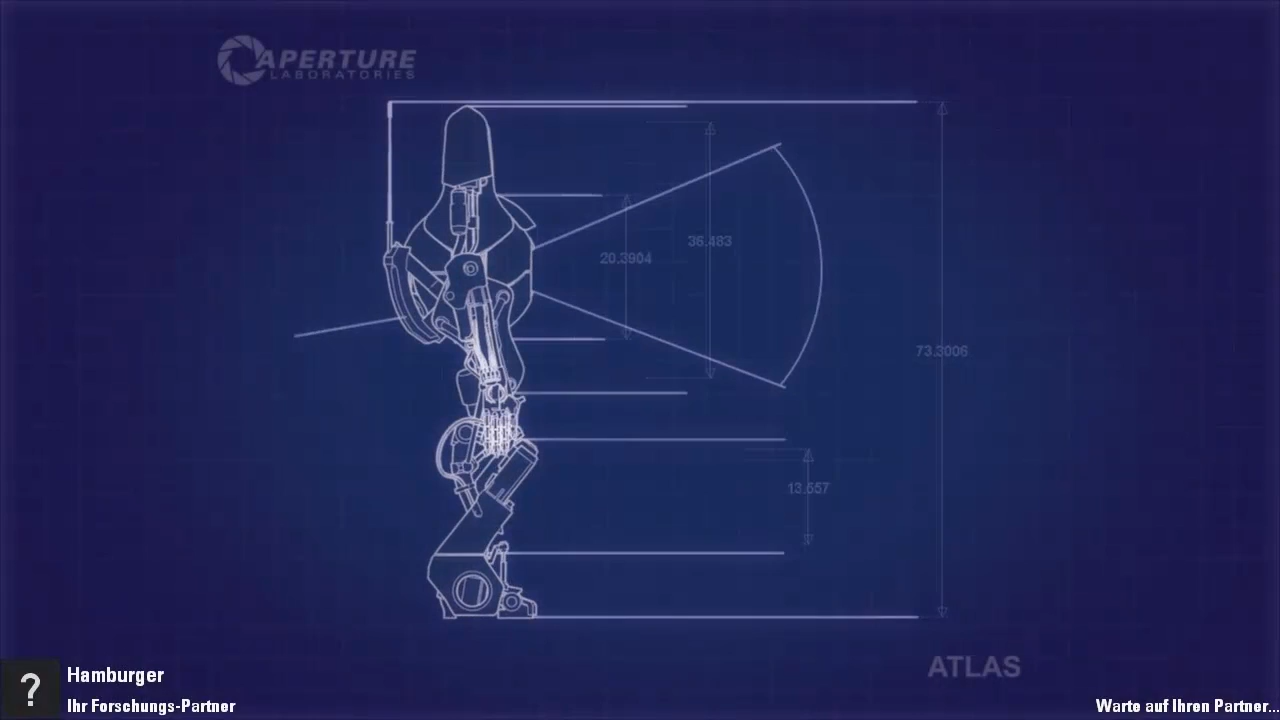 APERTURE
LABORATORIES
36.483
20.3904
73.3006
13.657
ATLAS
?
Hamburger
Ihr Forschungs-Partner
Warte auf Ihren Partner...